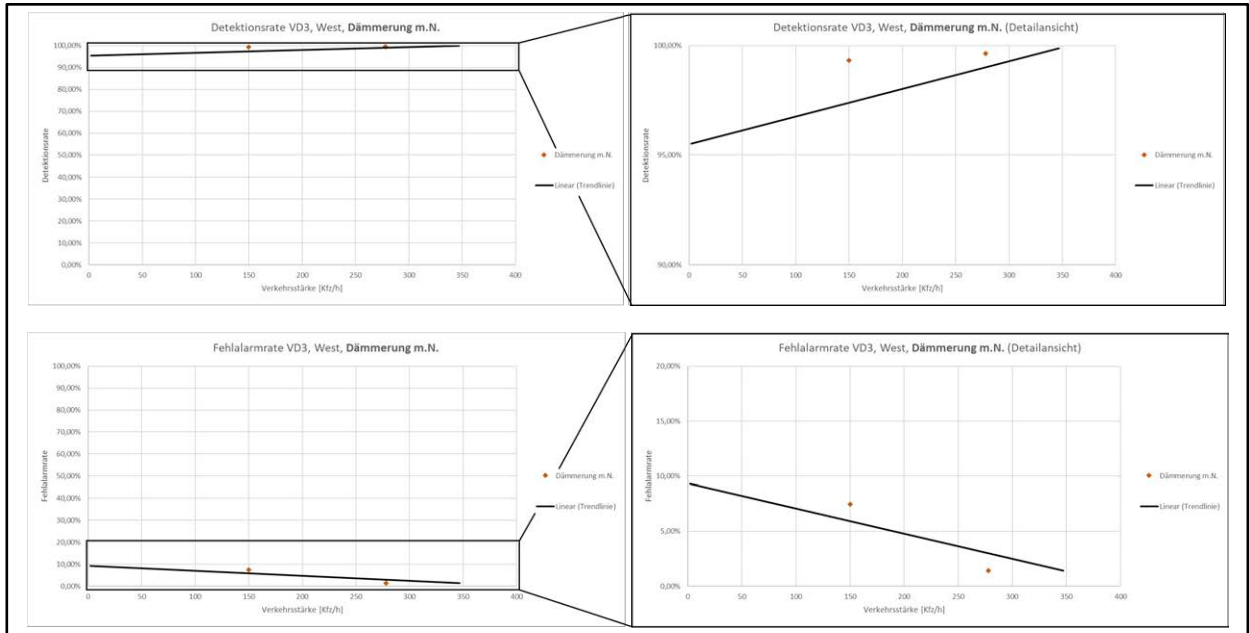 Detektionsrate VD3, West, Dämmerung m.N.
100,00%
90,00%
80,00%
70,00%
60,00%
50,00%
40,00%
30,00%
20,00%
10,00%
0,00%
Detektionsrate
0 50 100 150 200 250 300 350 400
Verkehrsstärke [Kfz/h]
Dämmerung m.N.
Linear (Trendlinie)
Detektionsrate VD3, West, Dämmerung m.N. (Detailansicht)
100,00%
95,00%
90,00%
Detektionsrate
0 50 100 150 200 250 300 350 400
Verkehrsstärke [Kfz/h]
Dämmerung m.N.
Linear (Trendlinie)
Fehlalarmrate VD3, West, Dämmerung m.N.
100,00%
90,00%
80,00%
70,00%
60,00%
50,00%
40,00%
30,00%
20,00%
10,00%
0,00%
Fehlalarmrate
0 50 100 150 200 250 300 350 400
Verkehrsstärke [Kfz/h]
Dämmerung m.N.
Linear (Trendlinie)
Fehlalarmrate VD3, West, Dämmerung m.N. (Detailansicht)
20,00%
15,00%
10,00%
5,00%
0,00%
Fehlalarmrate
0 50 100 150 200 250 300 350 400
Verkehrsstärke [Kfz/h]
Dämmerung m.N.
Linear (Trendlinie)